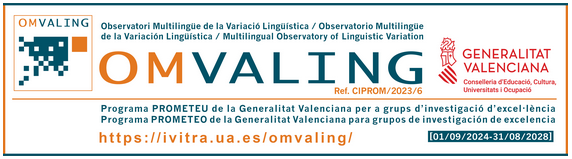 OMVALING
Observatori Multilingüe de la Variació Lingüística / Observatorio Multilingüe
de la Variación Lingüística / Multilingual Observatory of Linguistic Variation
OMVALING
Ref. CIPROM/2023/6
GENERALITAT
VALENCIANA
Conselleria d'Educació, Cultura,
Universitats i Ocupació
Programa PROMETEU de la Generalitat Valenciana per a grups d'investigació d'excel·lència
Programa PROMETEO de la Generalitat Valenciana para grupos de investigación de excelencia
https://ivitra.ua.es/omvaling/
[01/09/2024-31/08/2028]